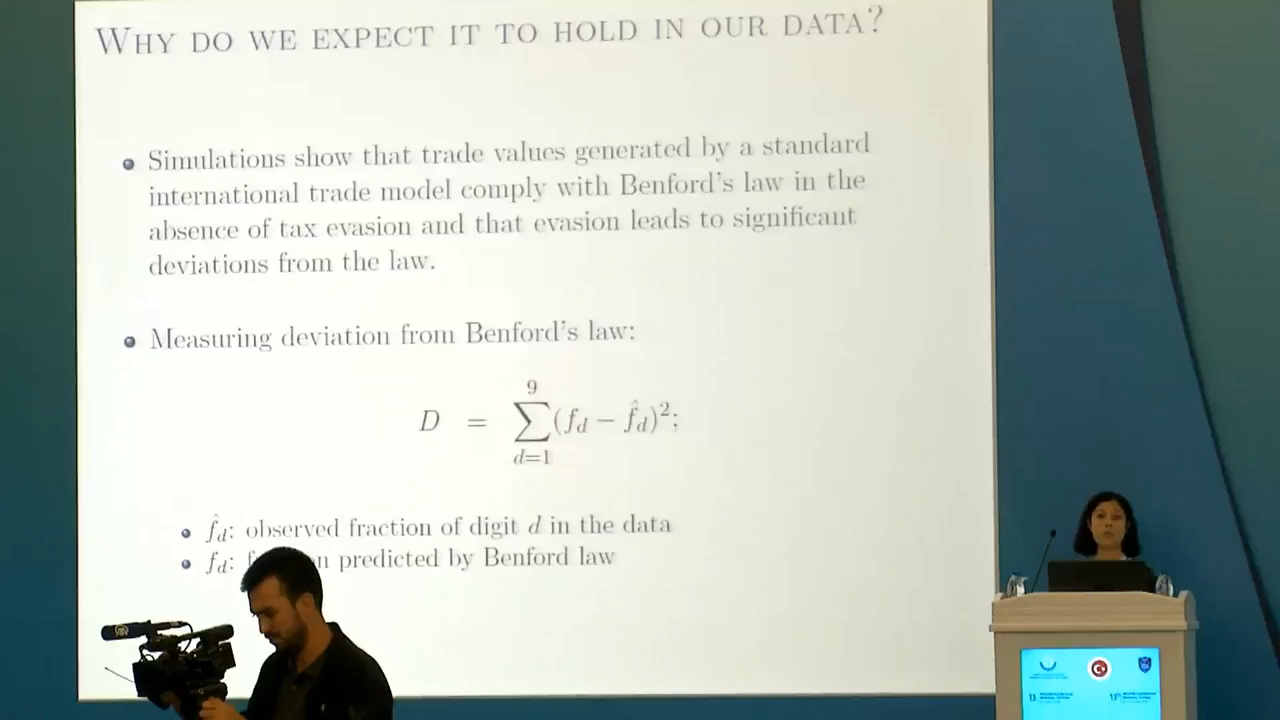 WHY DO WE EXPECT IT TO HOLD IN OUR DATA?
Simulations show that trade values generated by a standard
international trade model comply with Benford's law in the
absence of tax evasion and that evasion leads to significant
deviations from the law.
Measuring deviation from Benford's law:
D = ∑_{d=1}^{9} (f_d − f̂_d)²;
f̂_d: observed fraction of digit d in the data
f_d: predicted by Benford law